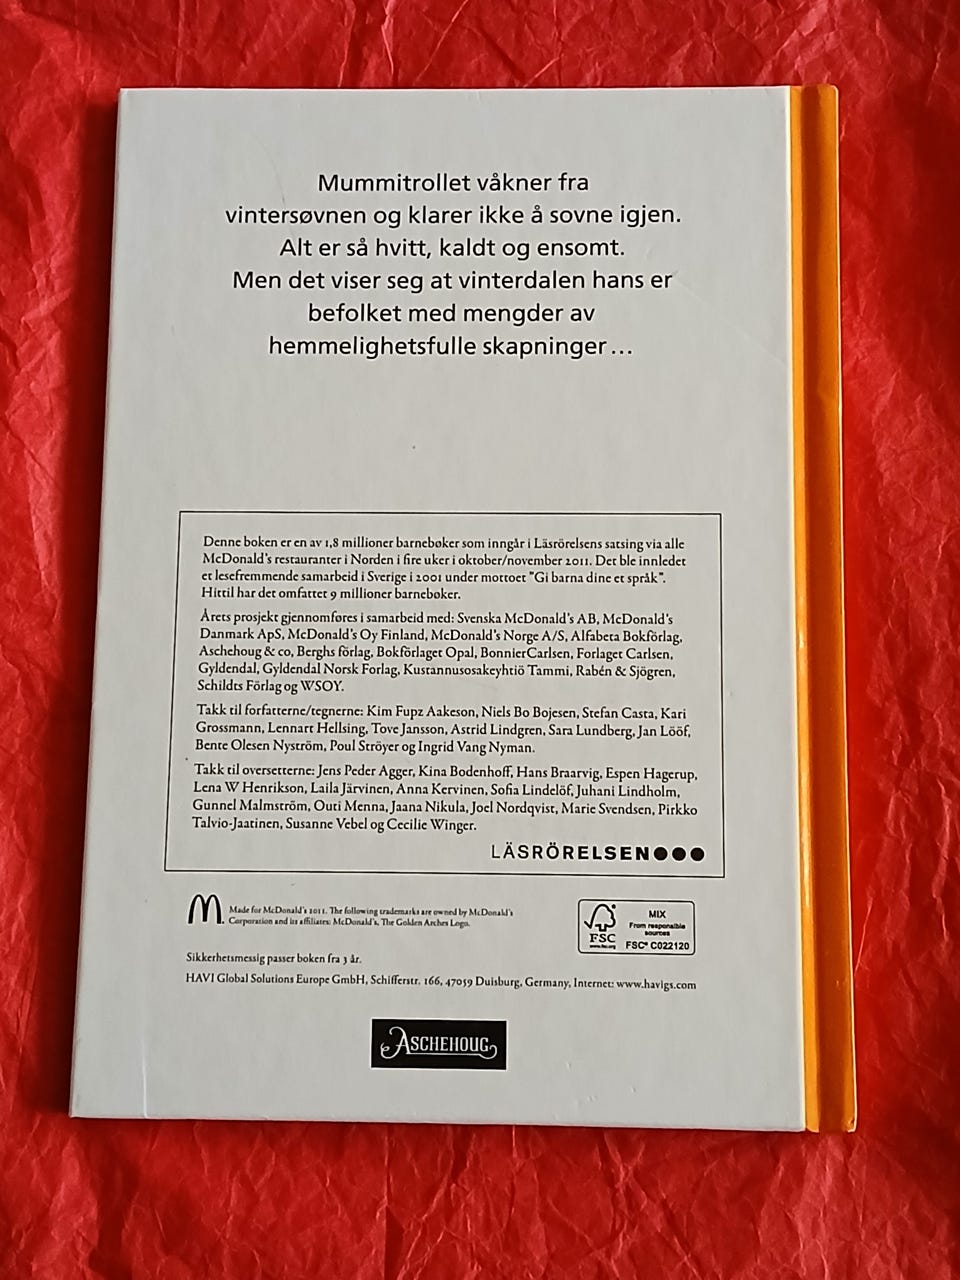 Mummitrollet våkner fra
vintersøvnen og klarer ikke å sovne igjen.
Alt er så hvitt, kaldt og ensomt.
Men det viser seg at vinterdalen hans er
befolket med mengder av
hemmelighetsfulle skapninger…
Denne boken er en av 1,8 millioner barnebøker som inngår i Läsrörelsens satsing via alle
McDonald's restauranter i Norden i fire uker i oktober/november 2011. Det ble innledet
et lesefremmende samarbeid i Sverige i 2001 under mottoet "Gi barna dine et språk".
Hittil har det omfattet 9 millioner barnebøker.
Årets prosjekt gjennomføres i samarbeid med: Svenska McDonald's AB, McDonald's
Danmark ApS, McDonald's Oy Finland, McDonald's Norge A/S, Alfabeta Bokförlag,
Aschehoug & co, Berghs förlag, Bokförlaget Opal, BonnierCarlsen, Forlaget Carlsen,
Gyldendal, Gyldendal Norsk Forlag, Kustannusosakeyhtiö Tammi, Rabén & Sjögren,
Schildts Förlag og WSOY.
Takk til forfatterne/tegnerne: Kim Fupz Aakeson, Niels Bo Bojesen, Stefan Casta, Kari
Grossmann, Lennart Hellsing, Tove Jansson, Astrid Lindgren, Sara Lundberg, Jan Lööf,
Bente Olesen Nyström, Poul Ströyer og Ingrid Vang Nyman.
Takk til oversetterne: Jens Peder Agger, Kina Bodenhoff, Hans Braarvig, Espen Hagerup,
Lena W Henrikson, Laila Järvinen, Anna Kervinen, Sofia Lindelöf, Juhani Lindholm,
Gunnel Malmström, Outi Menna, Jaana Nikula, Joel Nordqvist, Marie Svendsen, Pirkko
Talvio-Jaatinen, Susanne Vebel og Cecilie Winger.
LÄSRÖRELSEN●●●
Made for McDonald's 2011. The following trademarks are owned by McDonald's
Corporation and its affiliates: McDonald's, The Golden Arches Logo.
FSC
www.fsc.org
MIX
From responsible
sources
FSC® C022120
Sikkerhetsmessig passer boken fra 3 år.
HAVI Global Solutions Europe GmbH, Schifferstr. 166, 47059 Duisburg, Germany, Internet: www.havigs.com
ASCHEHOUG